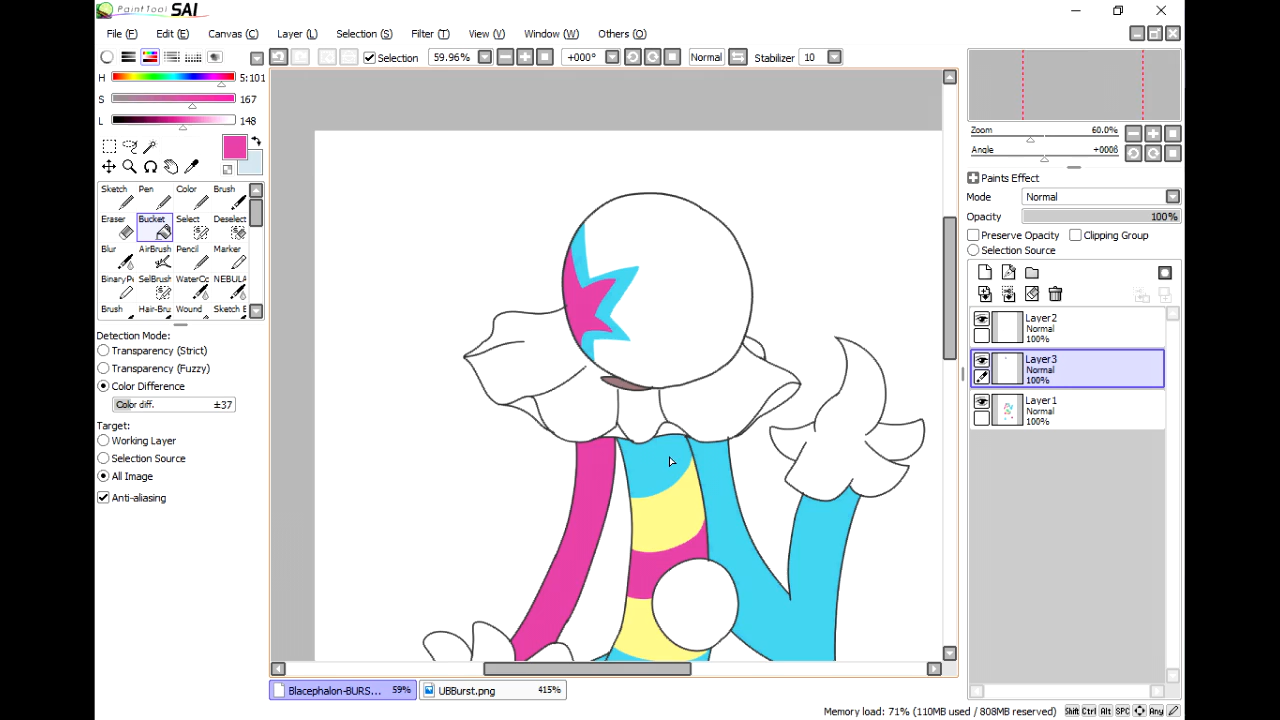 PaintTool SAI
File (F) Edit (E) Canvas (C) Layer (L) Selection (S) Filter (T) View (V) Window (W) Others (O)
Selection 59.96% +000° Normal Stabilizer 10
H 5:101
S 167
L 148
Sketch Pen Color Brush
Eraser Bucket Select Deselect
Blur AirBrush Pencil Marker
BinaryPe SelBrush WaterCo NEBULA
Brush Hair-Bru Wound Sketch E
Detection Mode:
Transparency (Strict)
Transparency (Fuzzy)
Color Difference
Color diff. ±37
Target:
Working Layer
Selection Source
All Image
Anti-aliasing
Zoom 60.0%
Angle +000θ
Paints Effect
Mode Normal
Opacity 100%
Preserve Opacity Clipping Group
Selection Source
Layer2
Normal
100%
Layer3
Normal
100%
Layer1
Normal
100%
Blacephalon-BURS... 59% UBBurst.png 415%
Memory load: 71% (110MB used / 808MB reserved) Shift Ctrl Alt SPC Any